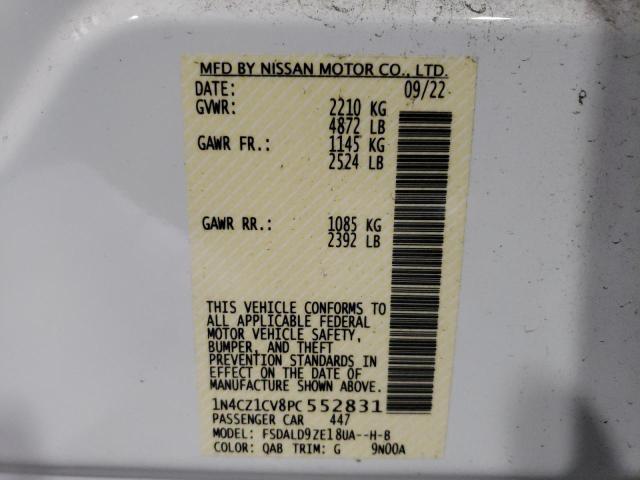 MFD BY NISSAN MOTOR CO., LTD.
DATE: 09/22
GVWR: 2210 KG
4872 LB
GAWR FR.: 1145 KG
2524 LB
GAWR RR.: 1085 KG
2392 LB
THIS VEHICLE CONFORMS TO
ALL APPLICABLE FEDERAL
MOTOR VEHICLE SAFETY,
BUMPER, AND THEFT
PREVENTION STANDARDS IN
EFFECT ON THE DATE OF
MANUFACTURE SHOWN ABOVE.
1N4CZ1CV8PC552831
PASSENGER CAR 447
MODEL: FSDALD9ZE18UA--H-B
COLOR: QAB TRIM: G 9N00A